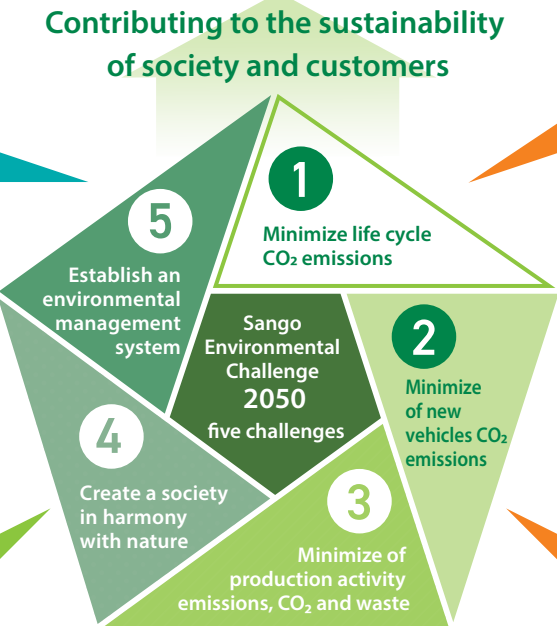 Contributing to the sustainability
of society and customers
1
Minimize life cycle
CO₂ emissions
2
Minimize
of new
vehicles CO₂
emissions
3
Minimize of
production activity
emissions, CO₂ and waste
4
Create a society
in harmony
with nature
5
Establish an
environmental
management
system
Sango
Environmental
Challenge
2050
five challenges